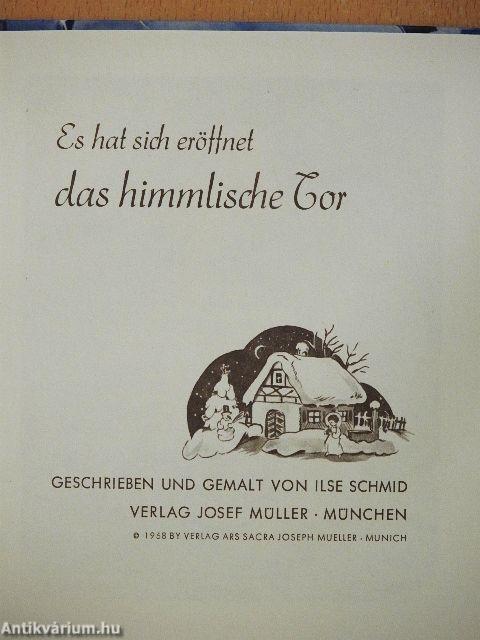 Es hat sich eröffnet
das himmlische Tor
GESCHRIEBEN UND GEMALT VON ILSE SCHMID
VERLAG JOSEF MÜLLER · MÜNCHEN
© 1958 BY VERLAG ARS SACRA JOSEPH MUELLER · MUNICH
Antikvárium.hu